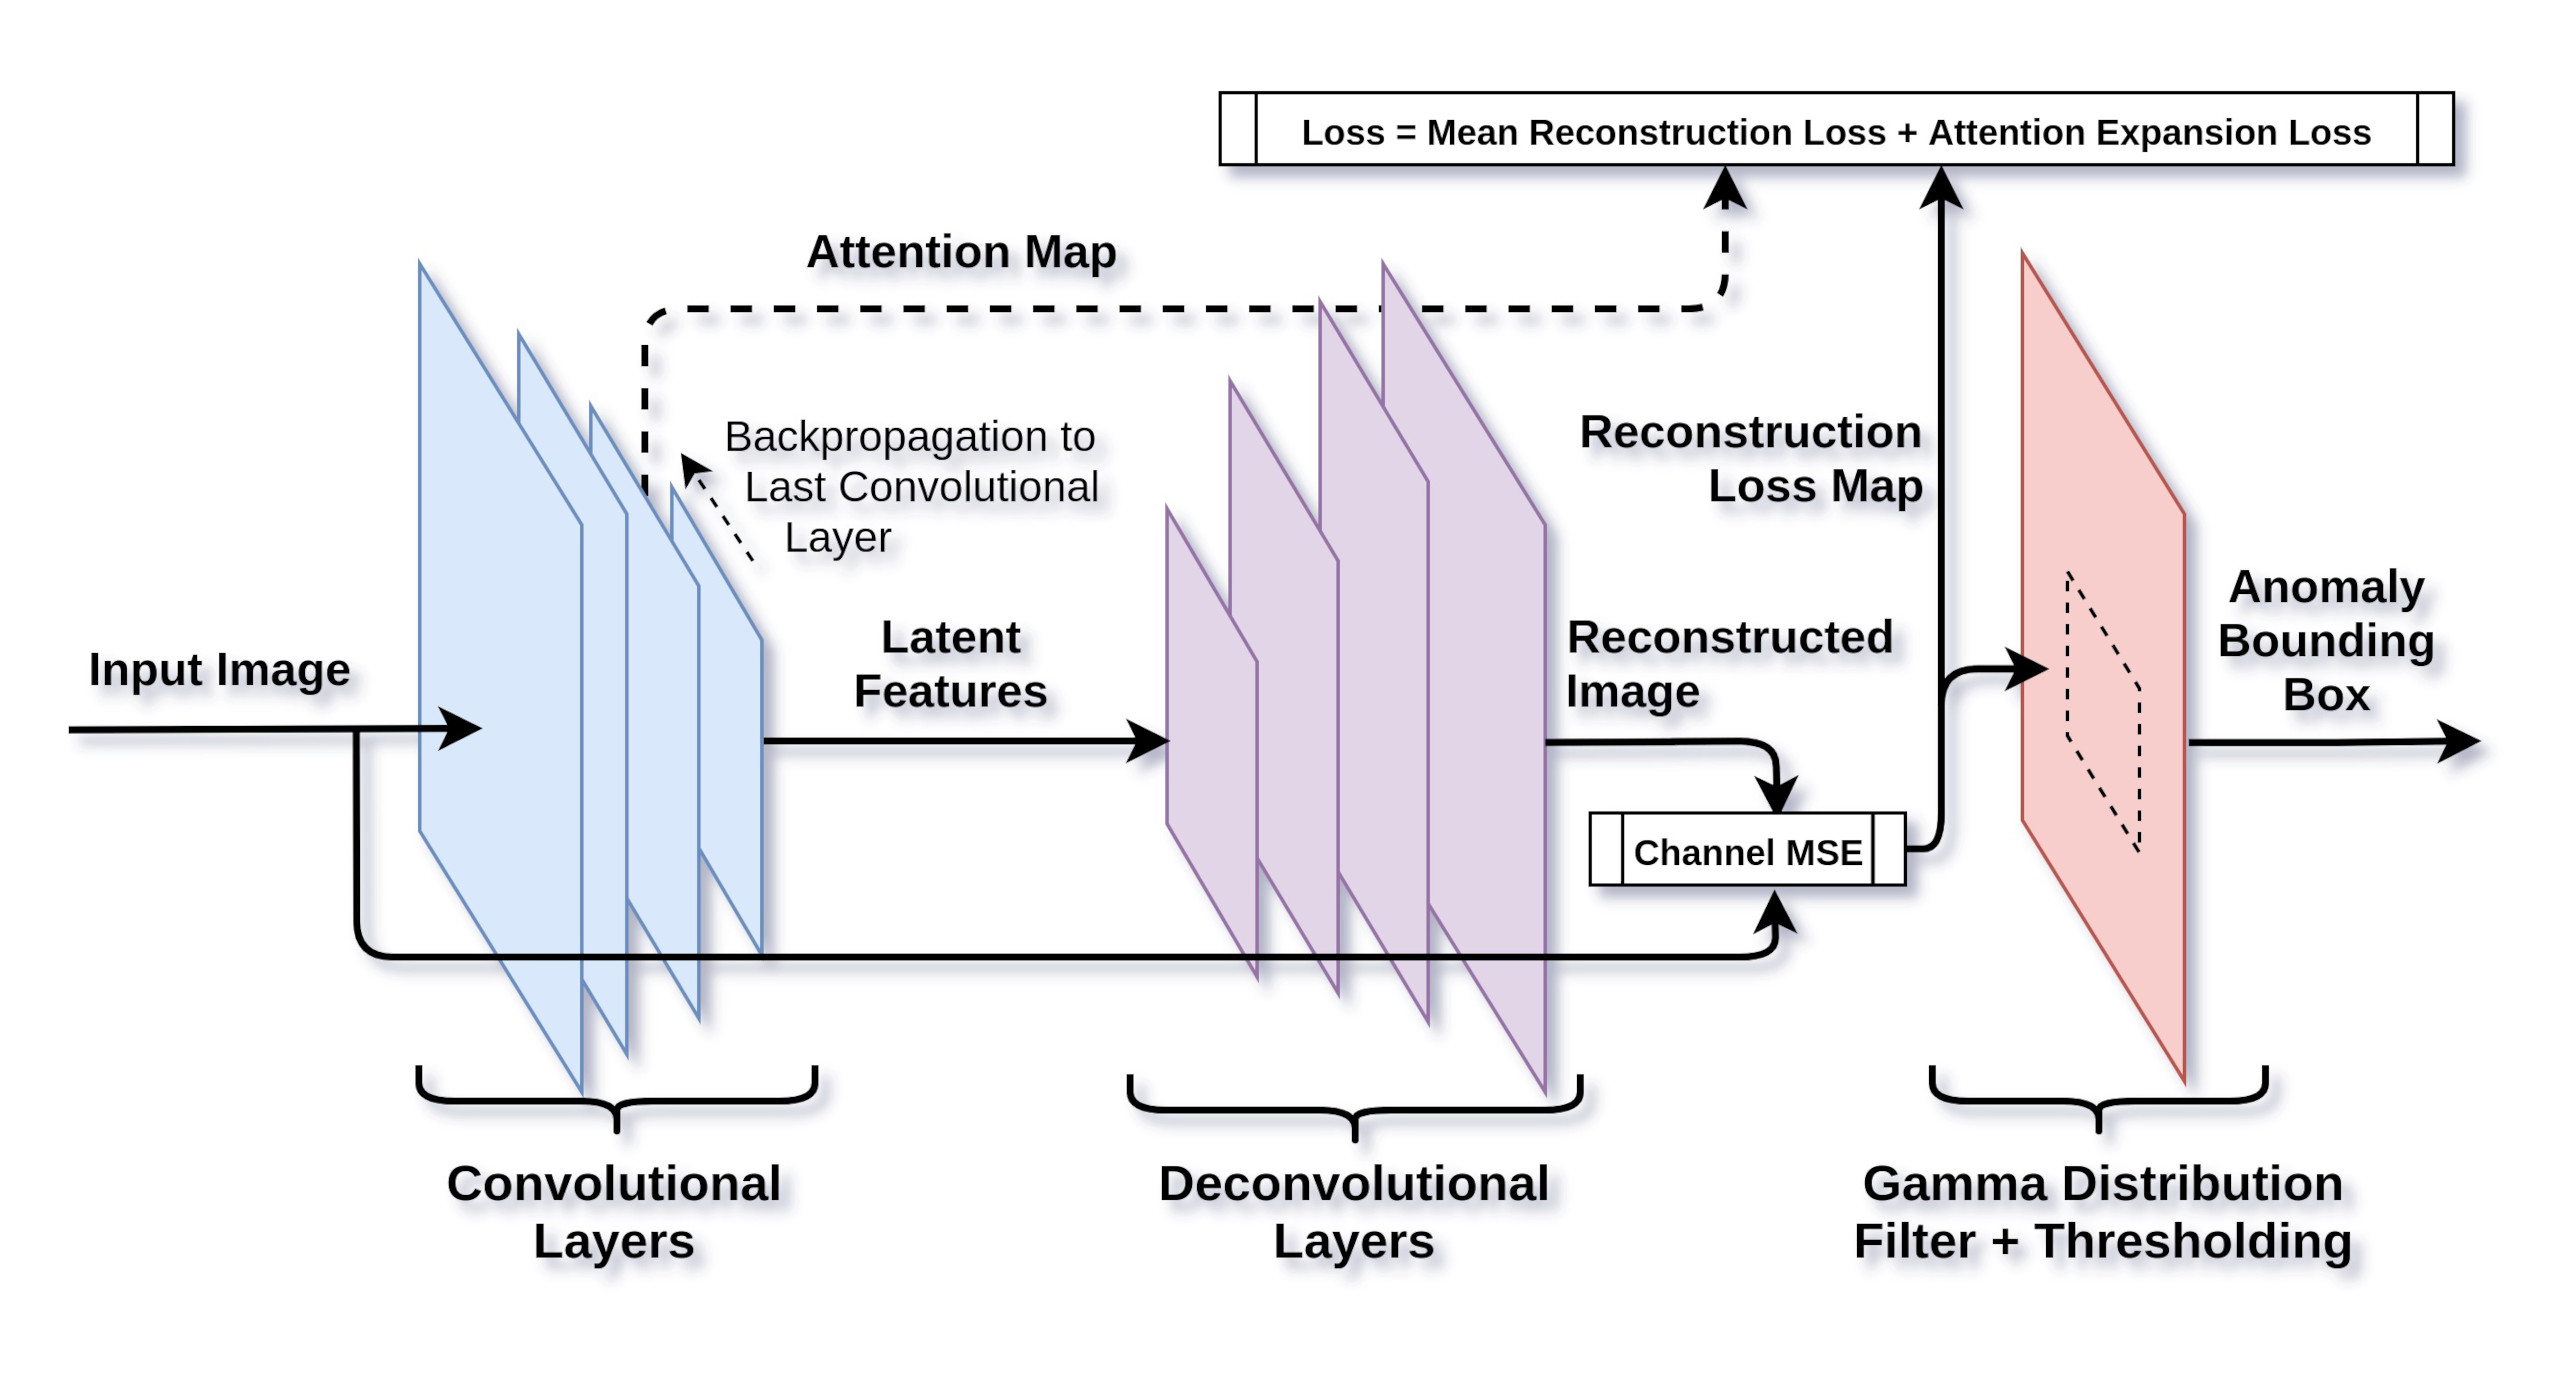 Loss = Mean Reconstruction Loss + Attention Expansion Loss
Attention Map
Backpropagation to
Last Convolutional
Layer
Reconstruction
Loss Map
Input Image
Latent
Features
Reconstructed
Image
Anomaly
Bounding
Box
Channel MSE
Convolutional
Layers
Deconvolutional
Layers
Gamma Distribution
Filter + Thresholding